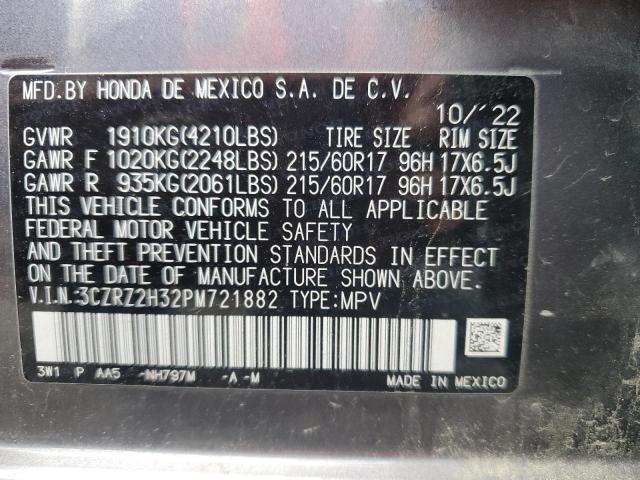 MFD.BY HONDA DE MEXICO S.A. DE C.V.
10/'22
GVWR 1910KG(4210LBS) TIRE SIZE RIM SIZE
GAWR F 1020KG(2248LBS) 215/60R17 96H 17X6.5J
GAWR R 935KG(2061LBS) 215/60R17 96H 17X6.5J
THIS VEHICLE CONFORMS TO ALL APPLICABLE
FEDERAL MOTOR VEHICLE SAFETY
AND THEFT PREVENTION STANDARDS IN EFFECT
ON THE DATE OF MANUFACTURE SHOWN ABOVE.
V.I.N:3CZRZ2H32PM721882 TYPE:MPV
3W1 P AA5 -NH797M -A -M
MADE IN MEXICO